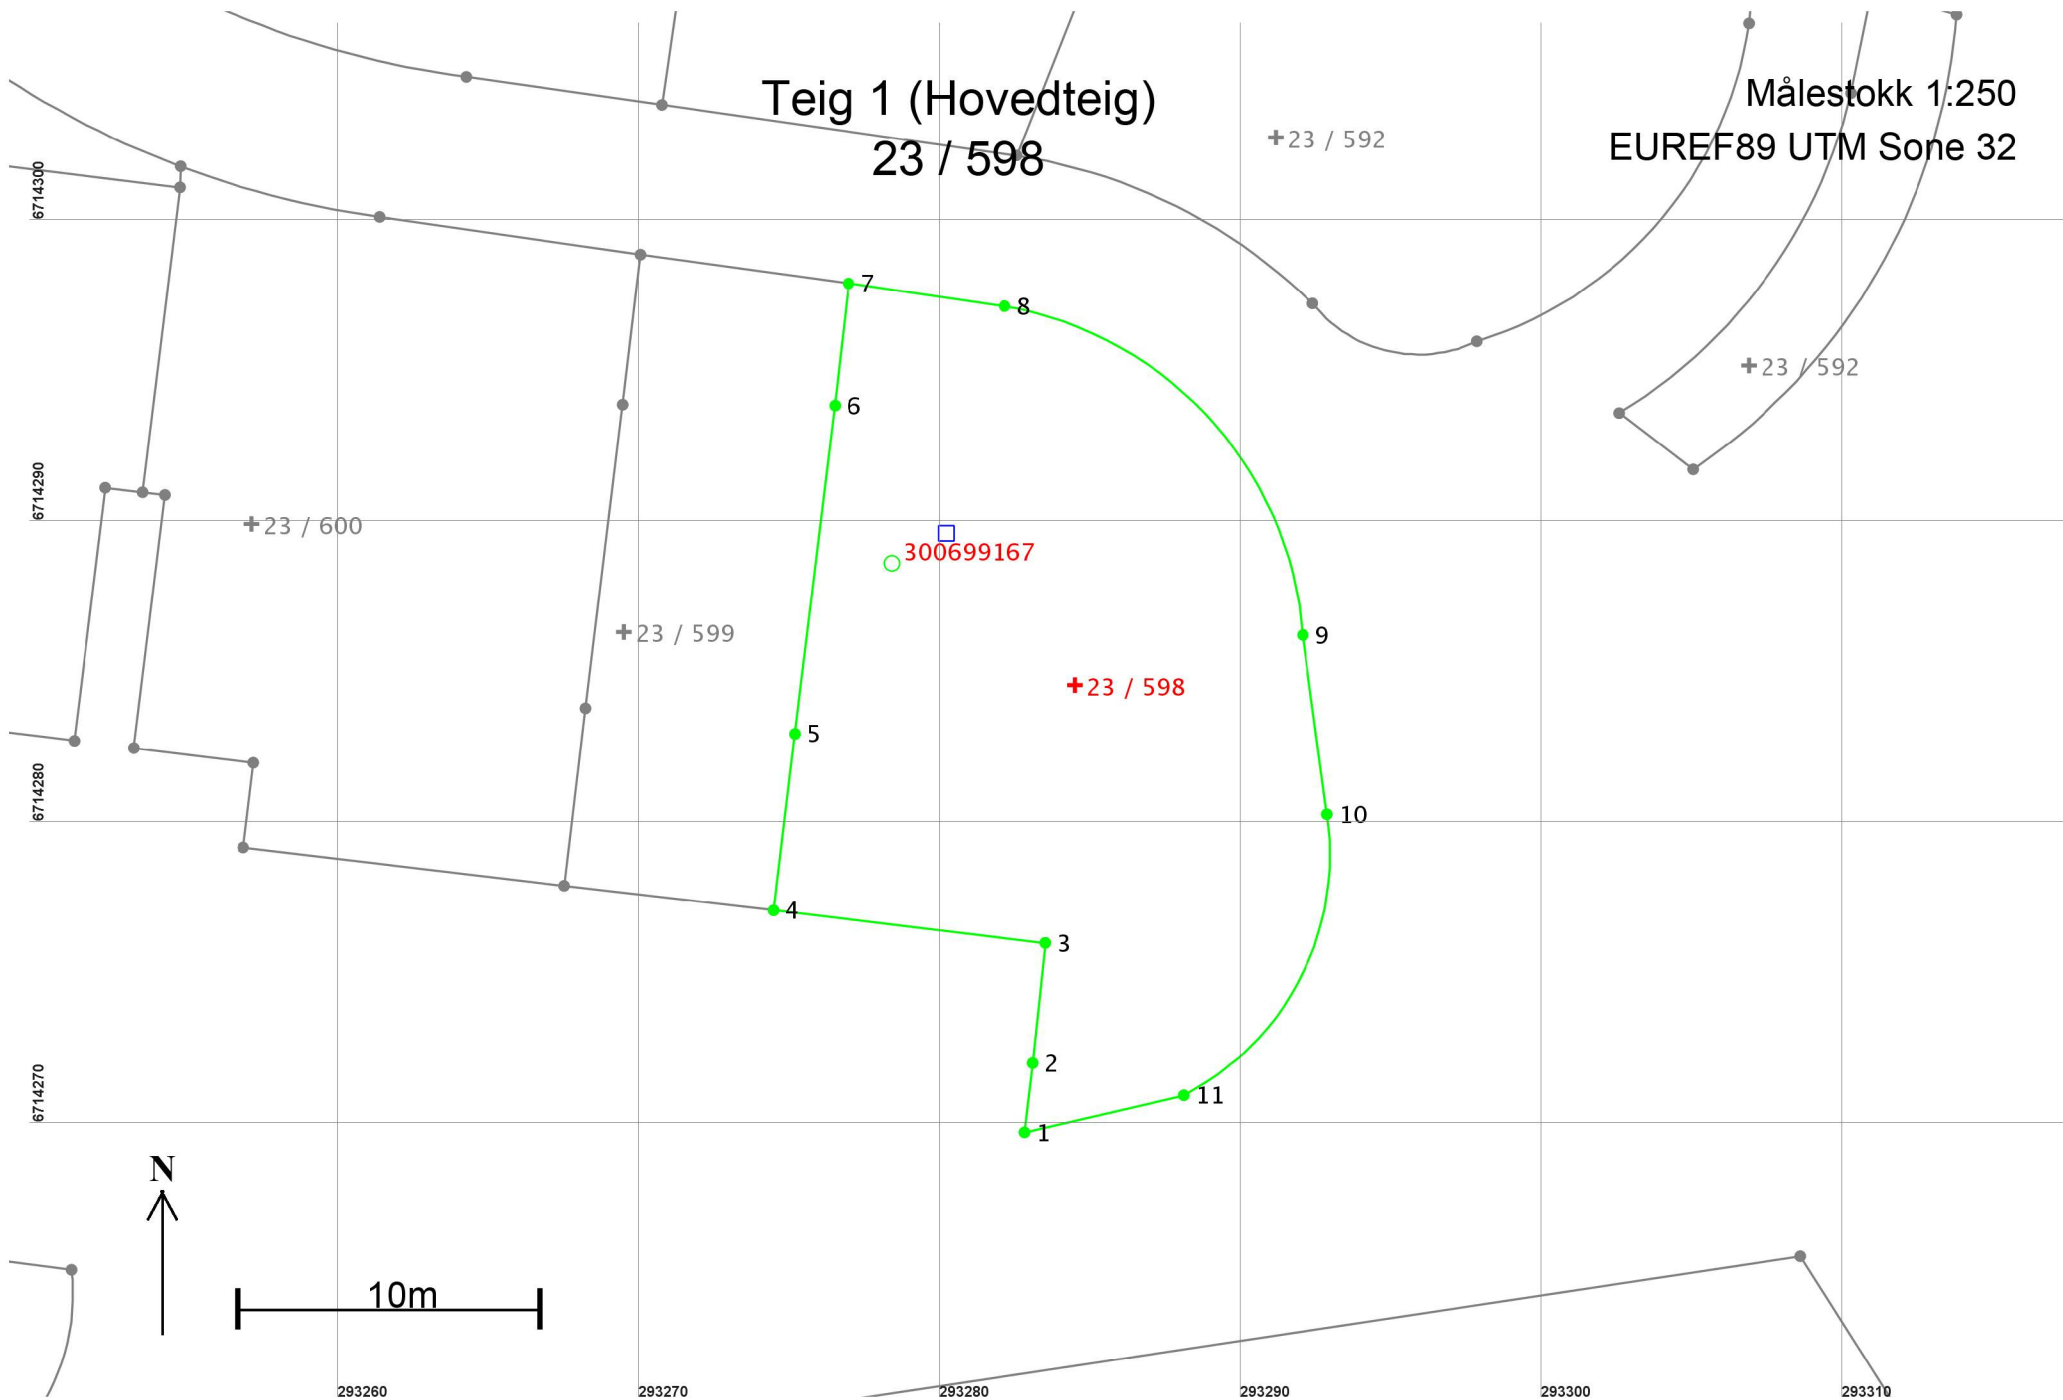 Teig 1 (Hovedteig)
23 / 598
Målestokk 1:250
EUREF89 UTM Sone 32
23 / 592
6714300
7
8
23 / 592
6
6714290
23 / 600
300699167
23 / 599
9
23 / 598
5
6714280
10
4
3
2
6714270
11
1
N
10m
293260
293270
293280
293290
293300
293310